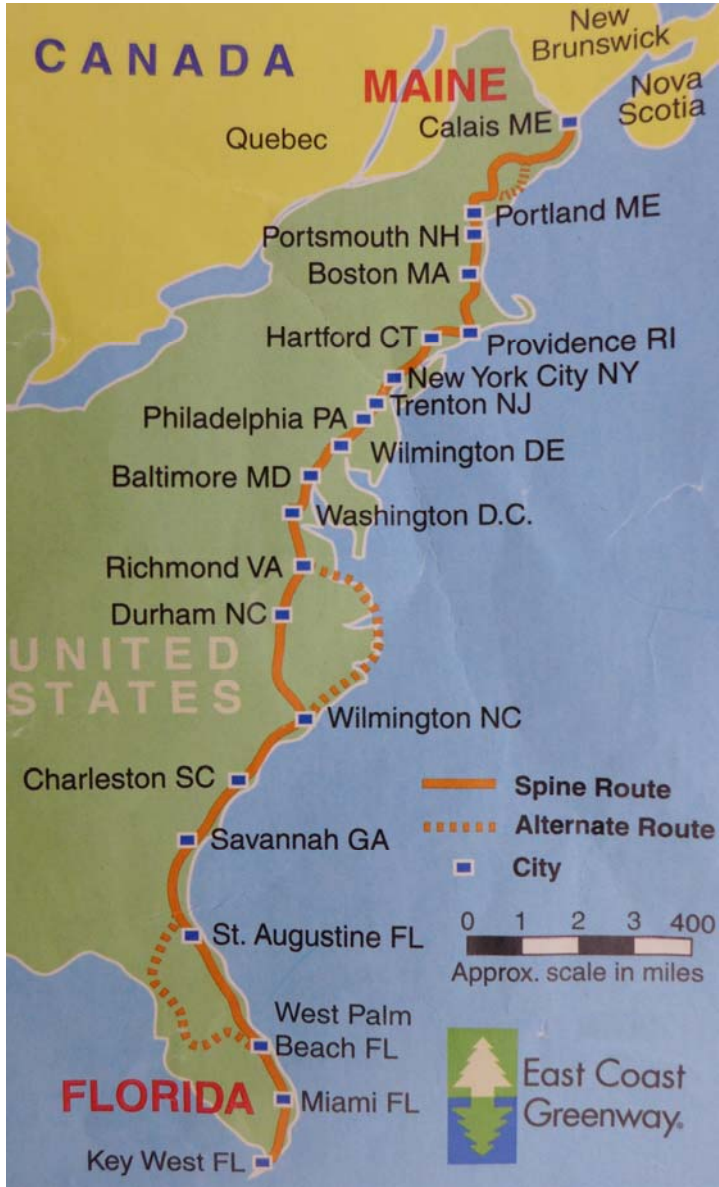 CANADA
New
Brunswick
MAINE
Nova
Scotia
Quebec
Calais ME
Portland ME
Portsmouth NH
Boston MA
Hartford CT
Providence RI
New York City NY
Trenton NJ
Philadelphia PA
Wilmington DE
Baltimore MD
Washington D.C.
Richmond VA
Durham NC
UNITED
STATES
Wilmington NC
Charleston SC
Spine Route
Alternate Route
Savannah GA
City
0 1 2 3 400
Approx. scale in miles
St. Augustine FL
West Palm
Beach FL
East Coast
Greenway®
FLORIDA
Miami FL
Key West FL